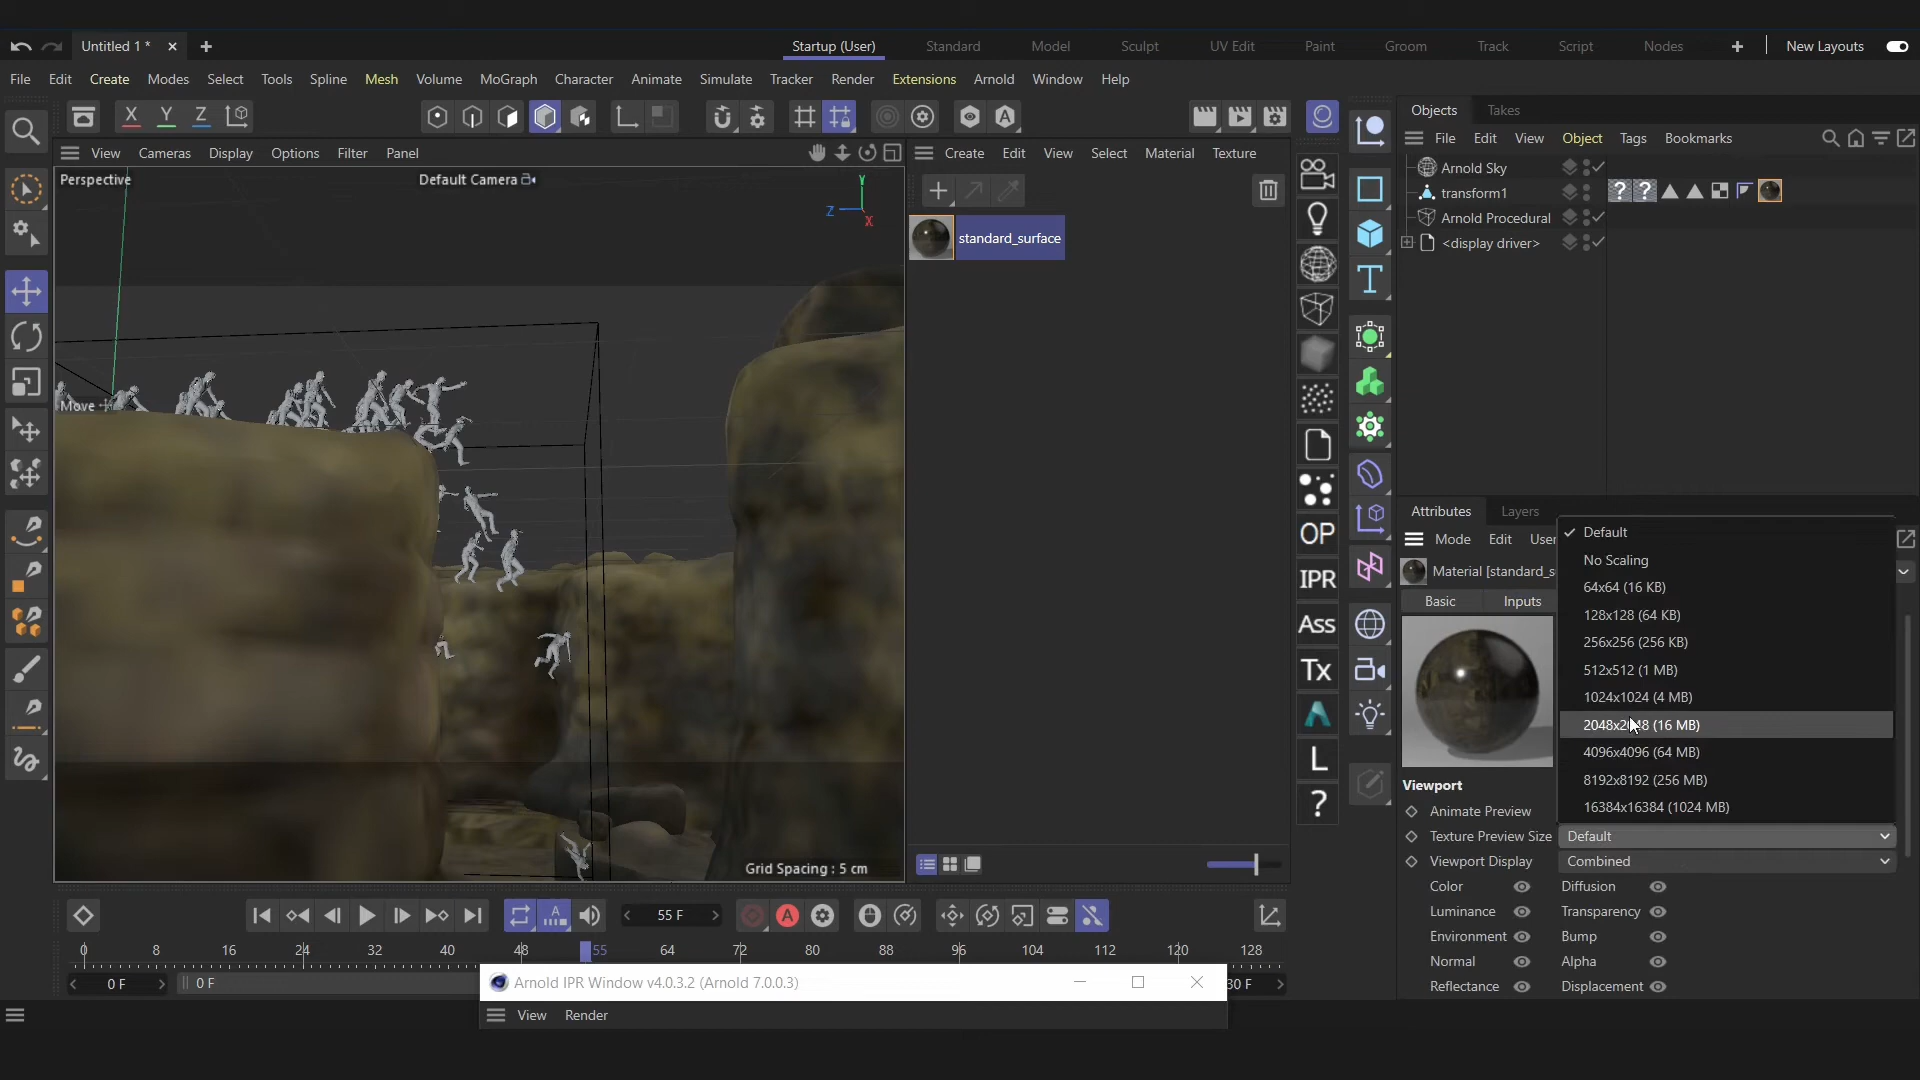 Untitled 1 *
Startup (User) Standard Model Sculpt UV Edit Paint Groom Track Script Nodes New Layouts
File Edit Create Modes Select Tools Spline Mesh Volume MoGraph Character Animate Simulate Tracker Render Extensions Arnold Window Help
X Y Z
View Cameras Display Options Filter Panel
Create Edit View Select Material Texture
Objects Takes
File Edit View Object Tags Bookmarks
Perspective
Default Camera
Y
Z
X
standard_surface
Arnold Sky
transform1
? ?
Arnold Procedural
<display driver>
Move
T
OP
IPR
Ass
Tx
L
?
Attributes Layers
Mode Edit User
Material [standard_s
Basic Inputs
Default
No Scaling
64x64 (16 KB)
128x128 (64 KB)
256x256 (256 KB)
512x512 (1 MB)
1024x1024 (4 MB)
2048x2048 (16 MB)
4096x4096 (64 MB)
8192x8192 (256 MB)
16384x16384 (1024 MB)
Viewport
Animate Preview
Texture Preview Size Default
Viewport Display Combined
Color Diffusion
Luminance Transparency
Environment Bump
Normal Alpha
Reflectance Displacement
Grid Spacing : 5 cm
55 F
A
0 8 16 24 32 40 48 55 64 72 80 88 96 104 112 120 128
0 F
0 F
30 F
Arnold IPR Window v4.0.3.2 (Arnold 7.0.0.3)
View Render